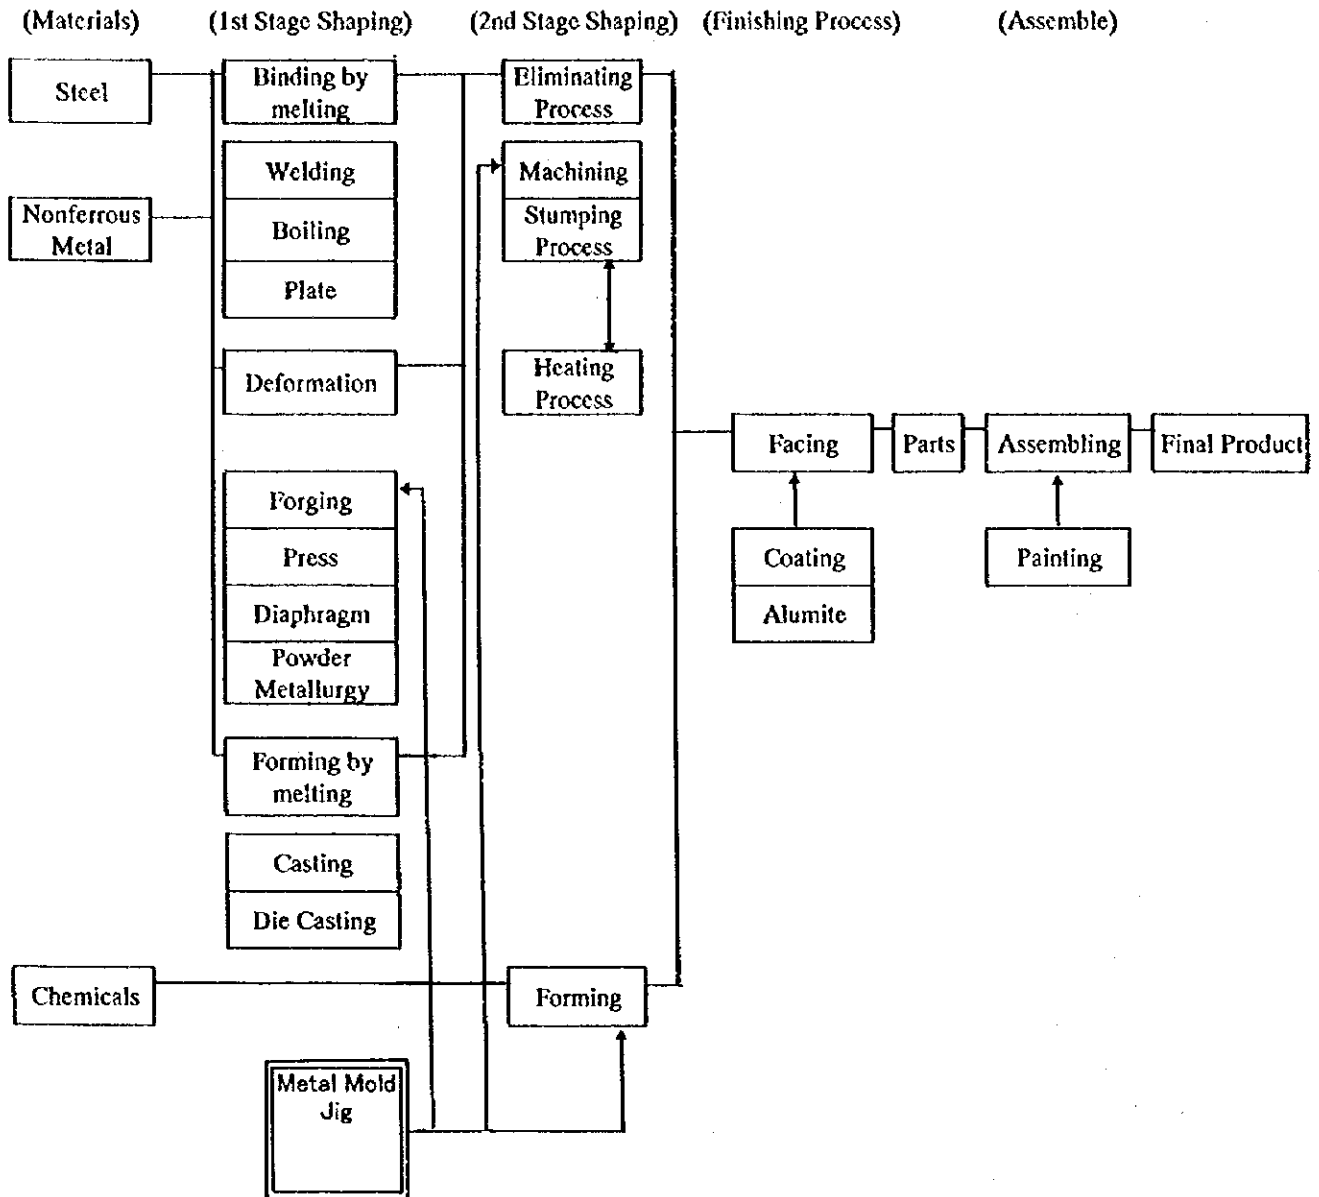 (Materials)
(1st Stage Shaping)
(2nd Stage Shaping)
(Finishing Process)
(Assemble)
Steel
Nonferrous
Metal
Binding by
melting
Welding
Boiling
Plate
Deformation
Forging
Press
Diaphragm
Powder
Metallurgy
Forming by
melting
Casting
Die Casting
Eliminating
Process
Machining
Stumping
Process
Heating
Process
Facing
Parts
Assembling
Final Product
Coating
Alumite
Painting
Chemicals
Forming
Metal Mold
Jig